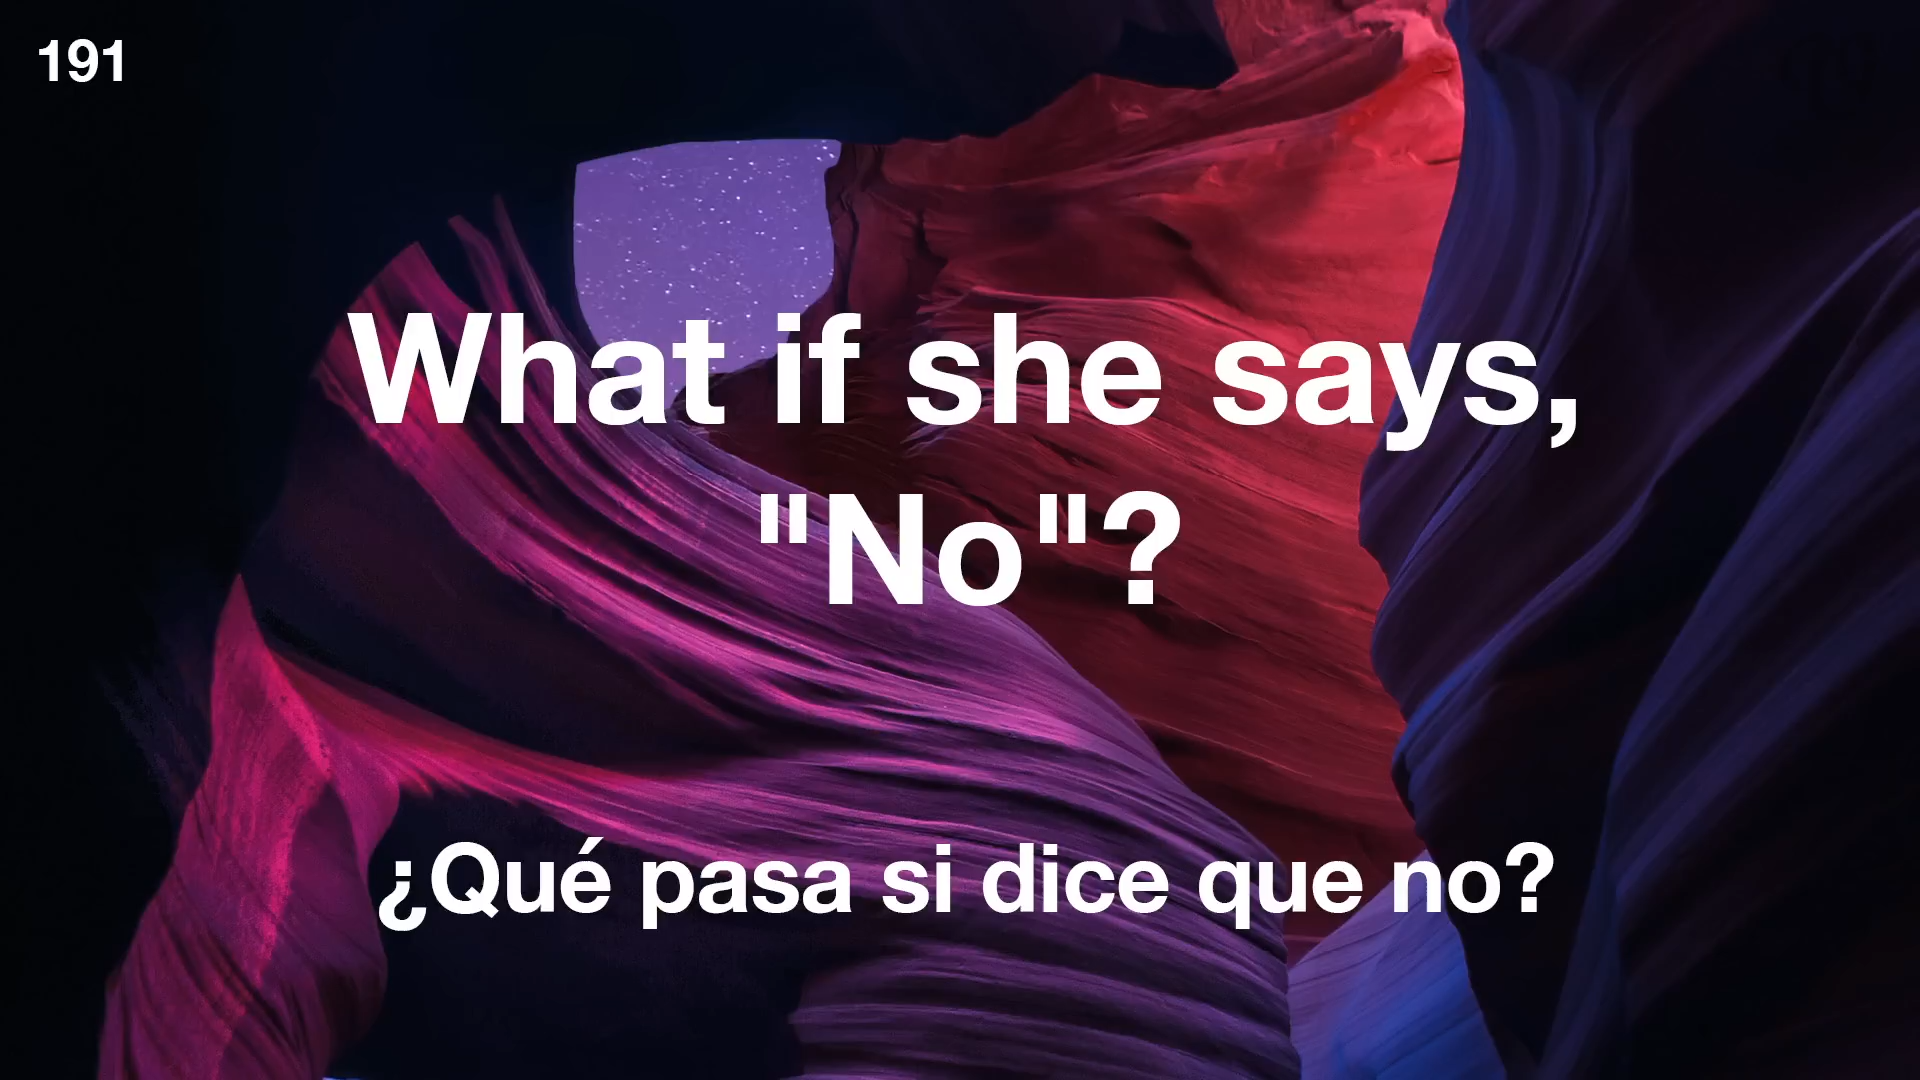 191
What if she says,
"No"?
¿Qué pasa si dice que no?